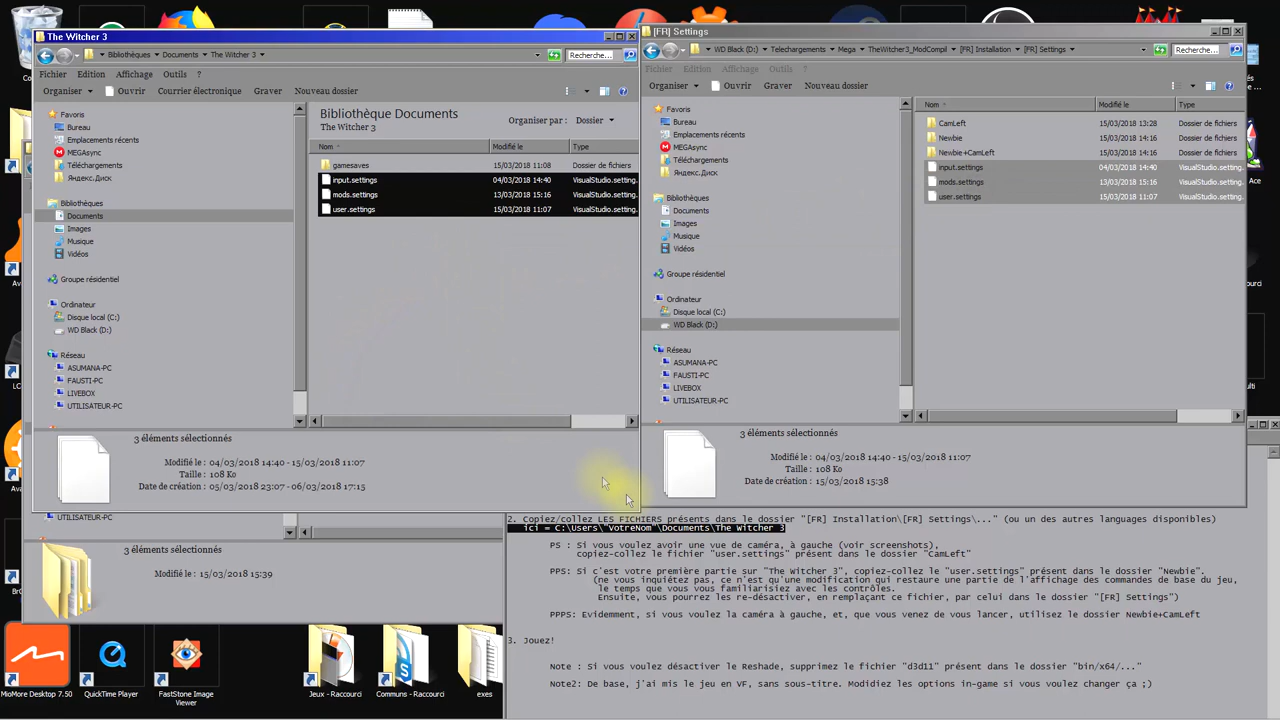 The Witcher 3
Bibliothèques
Documents
The Witcher 3
Recherche...
Fichier
Edition
Affichage
Outils
?
Organiser
Ouvrir
Courrier électronique
Graver
Nouveau dossier
Favoris
Bureau
Emplacements récents
MEGAsync
Téléchargements
Яндекс.Диск
Bibliothèques
Documents
Images
Musique
Vidéos
Groupe résidentiel
Ordinateur
Disque local (C:)
WD Black (D:)
Réseau
ASUMANA-PC
FAUSTI-PC
LIVEBOX
UTILISATEUR-PC
Bibliothèque Documents
The Witcher 3
Organiser par :
Dossier
Nom
Modifié le
Type
gamesaves 15/03/2018 11:08 Dossier de fichiers
input.settings 04/03/2018 14:40 VisualStudio.setting.
mods.settings 13/03/2018 15:16 VisualStudio.setting.
user.settings 15/03/2018 11:07 VisualStudio.setting.
3 éléments sélectionnés
Modifié le : 04/03/2018 14:40 - 15/03/2018 11:07
Taille : 108 Ko
Date de création : 05/03/2018 23:07 - 06/03/2018 17:15
[FR] Settings
WD Black (D:)
Telechargements
Mega
TheWitcher3_ModCompil
[FR] Installation
[FR] Settings
Recherche...
Fichier
Edition
Affichage
Outils
?
Organiser
Ouvrir
Graver
Nouveau dossier
Favoris
Bureau
Emplacements récents
MEGAsync
Téléchargements
Яндекс.Диск
Bibliothèques
Documents
Images
Musique
Vidéos
Groupe résidentiel
Ordinateur
Disque local (C:)
WD Black (D:)
Réseau
ASUMANA-PC
FAUSTI-PC
LIVEBOX
UTILISATEUR-PC
Nom
Modifié le
Type
CamLeft 15/03/2018 13:28 Dossier de fichiers
Newbie 15/03/2018 14:16 Dossier de fichiers
Newbie+CamLeft 15/03/2018 14:16 Dossier de fichiers
input.settings 04/03/2018 14:40 VisualStudio.setting.
mods.settings 13/03/2018 15:16 VisualStudio.setting.
user.settings 15/03/2018 11:07 VisualStudio.setting.
3 éléments sélectionnés
Modifié le : 04/03/2018 14:40 - 15/03/2018 11:07
Taille : 108 Ko
Date de création : 15/03/2018 15:38
UTILISATEUR-PC
3 éléments sélectionnés
Modifié le : 15/03/2018 15:39
2. Copiez/collez LES FICHIERS présents dans le dossier "[FR] Installation\[FR] Settings\..." (ou un des autres languages disponibles)
ici = C:\Users\"VotreNom"\Documents\The Witcher 3
PS : Si vous voulez avoir une vue de caméra, à gauche (voir screenshots),
copiez-collez le fichier "user.settings" présent dans le dossier "CamLeft"
PPS: Si c'est votre première partie sur "The Witcher 3", copiez-collez le "user.settings" présent dans le dossier "Newbie".
(ne vous inquiétez pas, ce n'est qu'une modification qui restaure une partie de l'affichage des commandes de base du jeu,
le temps que vous vous familiarisiez avec les contrôles.
Ensuite, vous pourrez les re-désactiver, en remplaçant ce fichier, par celui dans le dossier "[FR] Settings")
PPPS: Evidemment, si vous voulez la caméra à gauche, et, que vous venez de vous lancer, utilisez le dossier Newbie+CamLeft
3. Jouez!
Note : Si vous voulez désactiver le Reshade, supprimez le fichier "d3d11" présent dans le dossier "bin/x64/..."
Note2: De base, j'ai mis le jeu en VF, sans sous-titre. Modidiez les options in-game si vous voulez changer ça ;)
MioMore Desktop 7.50
QuickTime Player
FastStone Image
Viewer
Jeux - Raccourci
Communs - Raccourci
exes
Ace